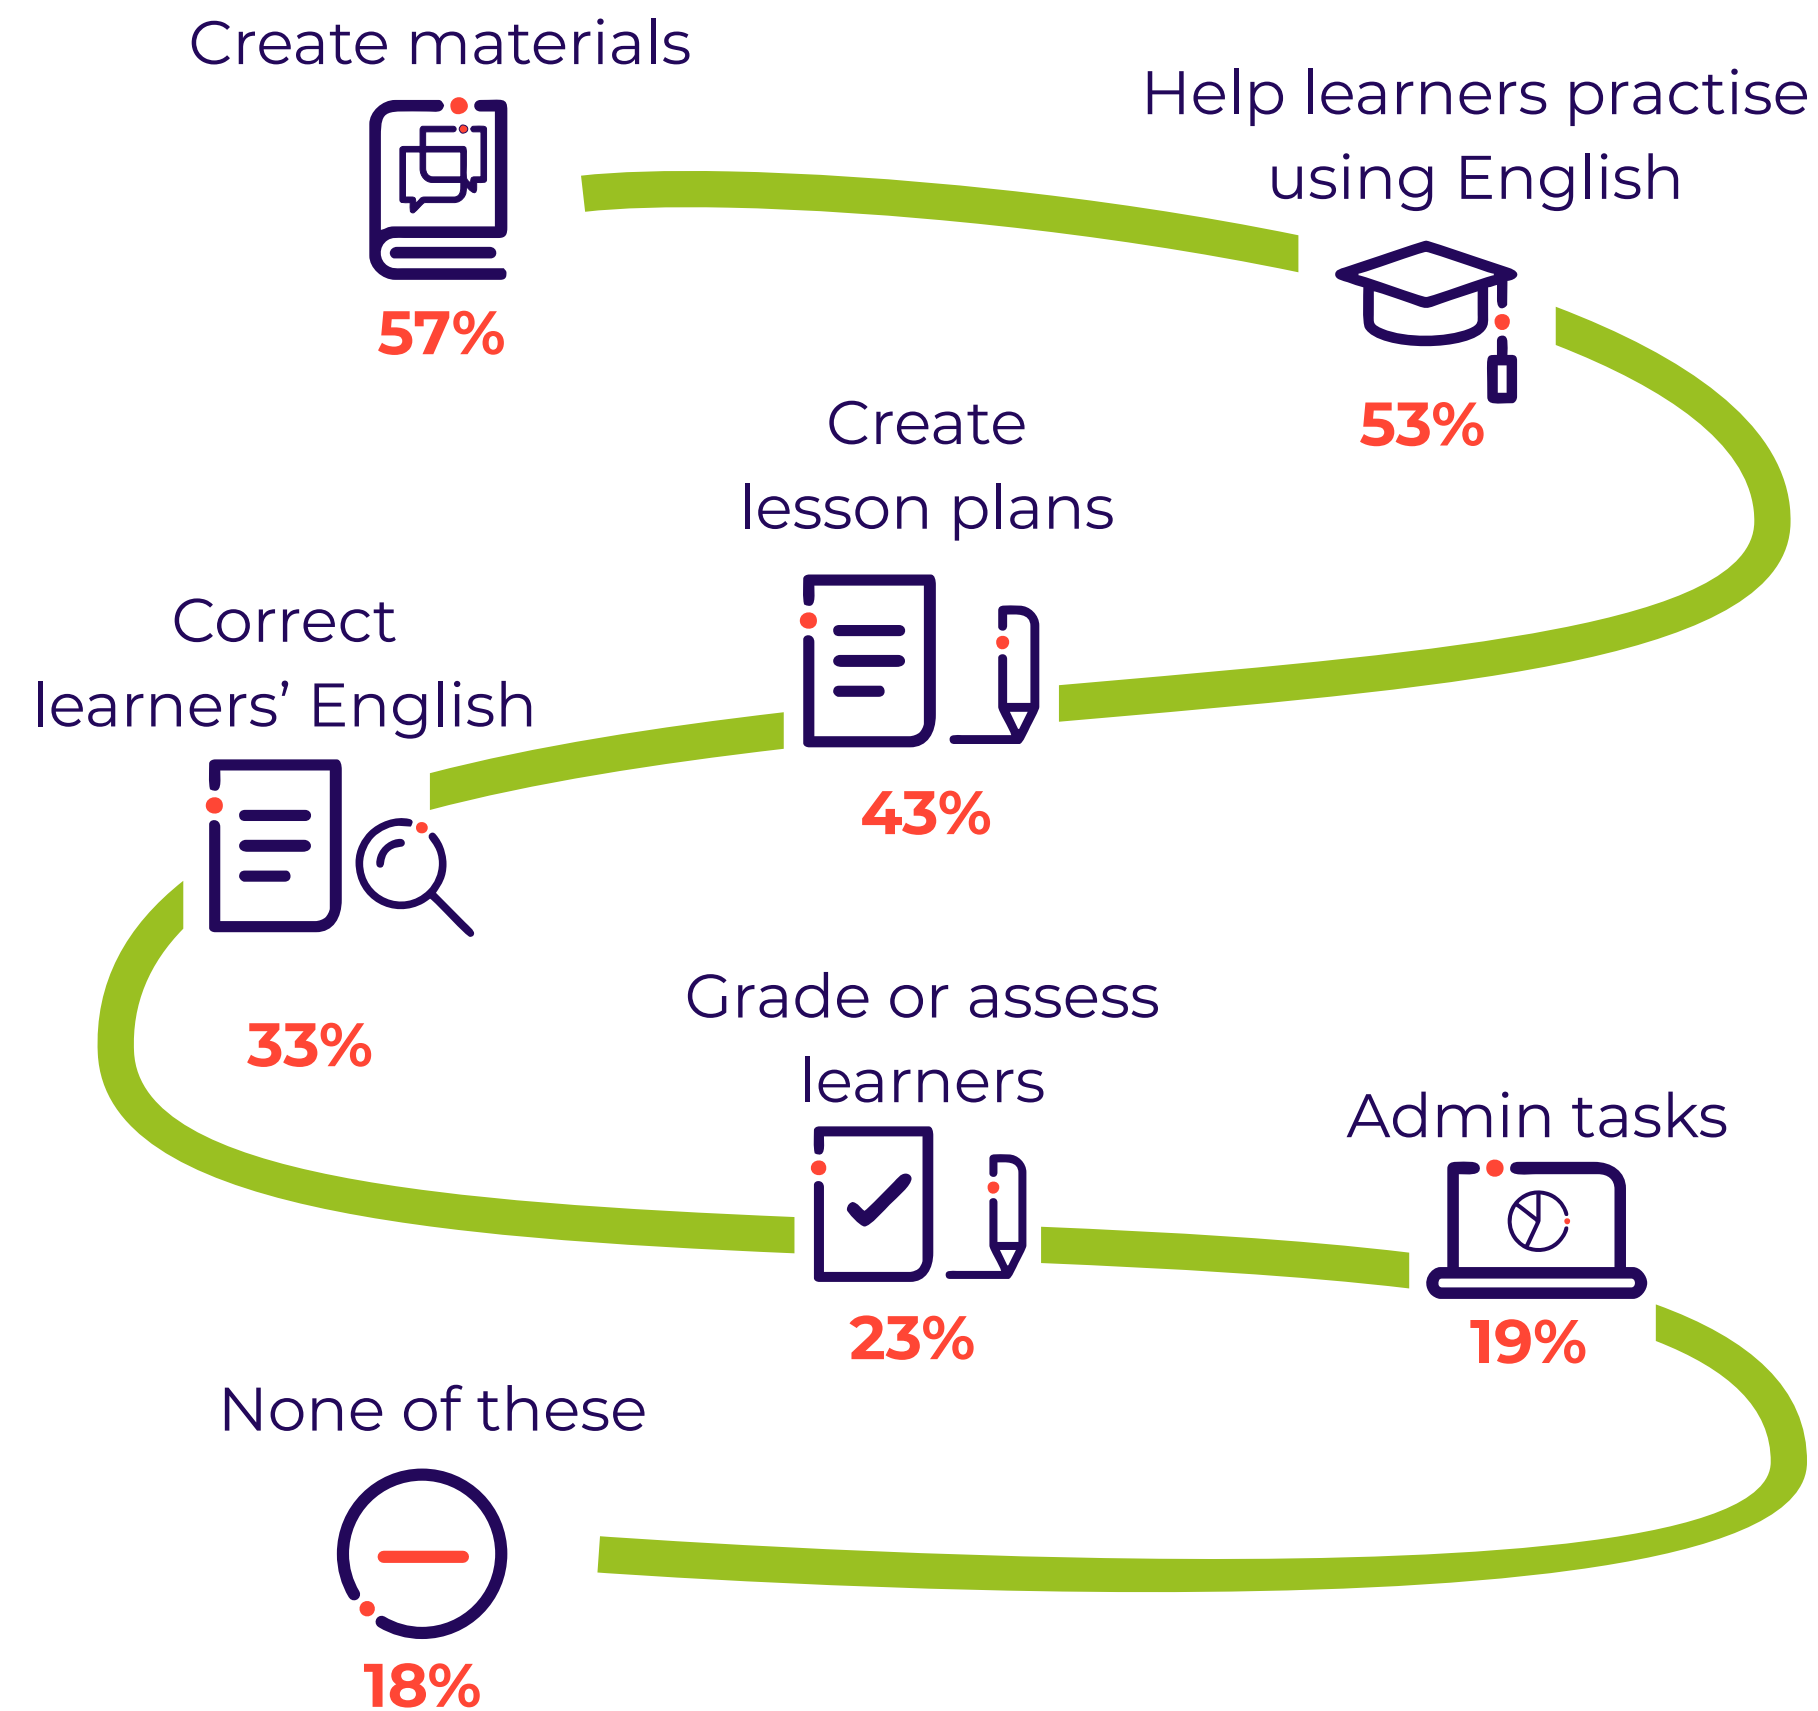 Create materials
57%
Help learners practise
using English
53%
Create
lesson plans
43%
Correct
learners’ English
33%
Grade or assess
learners
23%
Admin tasks
19%
None of these
18%